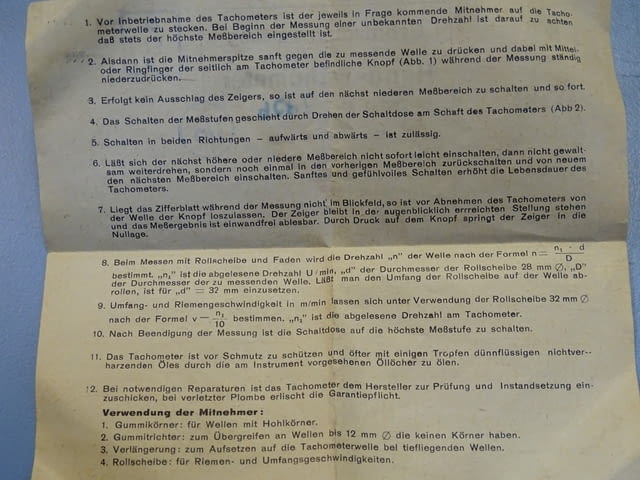 1. Vor Inbetriebnahme des Tachometers ist der jeweils in Frage kommende Mitnehmer auf die Tacho-
meterwelle zu stecken. Bei Beginn der Messung einer unbekannten Drehzahl ist darauf zu achten
daß stets der höchste Meßbereich eingestellt ist.
2. Alsdann ist die Mitnehmerspitze sanft gegen die zu messende Welle zu drücken und dabei mit Mittel-
oder Ringfinger der seitlich am Tachometer befindliche Knopf (Abb. 1) während der Messung ständig
niederzudrücken.
3. Erfolgt kein Ausschlag des Zeigers, so ist auf den nächst niederen Meßbereich zu schalten und so fort.
4. Das Schalten der Meßstufen geschieht durch Drehen der Schaltdose am Schaft des Tachometers (Abb 2).
5. Schalten in beiden Richtungen – aufwärts und abwärts – ist zulässig.
6. Läßt sich der nächst höhere oder niedere Meßbereich nicht sofort leicht einschalten, dann nicht gewalt-
sam weiterdrehen, sondern noch einmal in den vorherigen Meßbereich zurückschalten und von neuem
den nächsten Meßbereich einschalten. Sanftes und gefühlvolles Schalten erhöht die Lebensdauer des
Tachometers.
7. Liegt das Zifferblatt während der Messung nicht im Blickfeld, so ist vor Abnehmen des Tachometers von
der Welle der Knopf loszulassen. Der Zeiger bleibt in der augenblicklich errreichten Stellung stehen
und das Meßergebnis ist einwandfrei ablesbar. Durch Druck auf dem Knopf springt der Zeiger in die
Nullage.
8. Beim Messen mit Rollscheibe und Faden wird die Drehzahl „n" der Welle nach der Formel n = n₁ · d / D
bestimmt. „n₁" ist die abgelesene Drehzahl U/min, „d" der Durchmesser der Rollscheibe 28 mm Ø, „D"
der Durchmesser der zu messenden Welle. Läßt man den Umfang der Rollscheibe auf der Welle ab-
rollen, ist für „d" = 32 mm einzusetzen.
9. Umfang- und Riemengeschwindigkeit in m/min lassen sich unter Verwendung der Rollscheibe 32 mm Ø
nach der Formel v = n₁ / 10 bestimmen. „n₁" ist die abgelesene Drehzahl am Tachometer.
10. Nach Beendigung der Messung ist die Schaltdose auf die höchste Meßstufe zu schalten.
11. Das Tachometer ist vor Schmutz zu schützen und öfter mit einigen Tropfen dünnflüssigen nichtver-
harzenden Öles durch die am Instrument vorgesehenen Öllöcher zu ölen.
12. Bei notwendigen Reparaturen ist das Tachometer dem Hersteller zur Prüfung und Instandsetzung ein-
zuschicken, bei verletzter Plombe erlischt die Garantiepflicht.
Verwendung der Mitnehmer:
1. Gummikörner: für Wellen mit Hohlkörner.
2. Gummitrichter: zum Übergreifen an Wellen bis 12 mm Ø die keinen Körner haben.
3. Verlängerung: zum Aufsetzen auf die Tachometerwelle bei tiefliegenden Wellen.
4. Rollscheibe: für Riemen- und Umfangsgeschwindigkeiten.